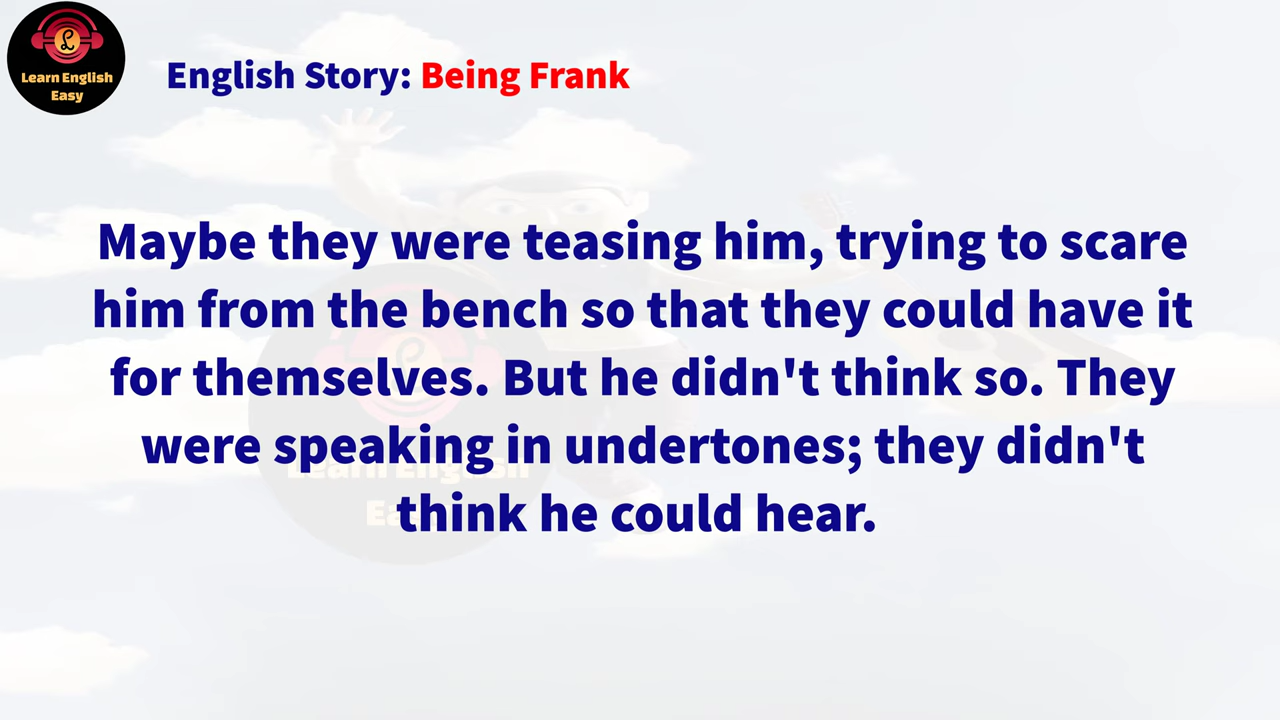 Learn English
Easy
English Story: Being Frank
Maybe they were teasing him, trying to scare
him from the bench so that they could have it
for themselves. But he didn't think so. They
were speaking in undertones; they didn't
think he could hear.
Learn English